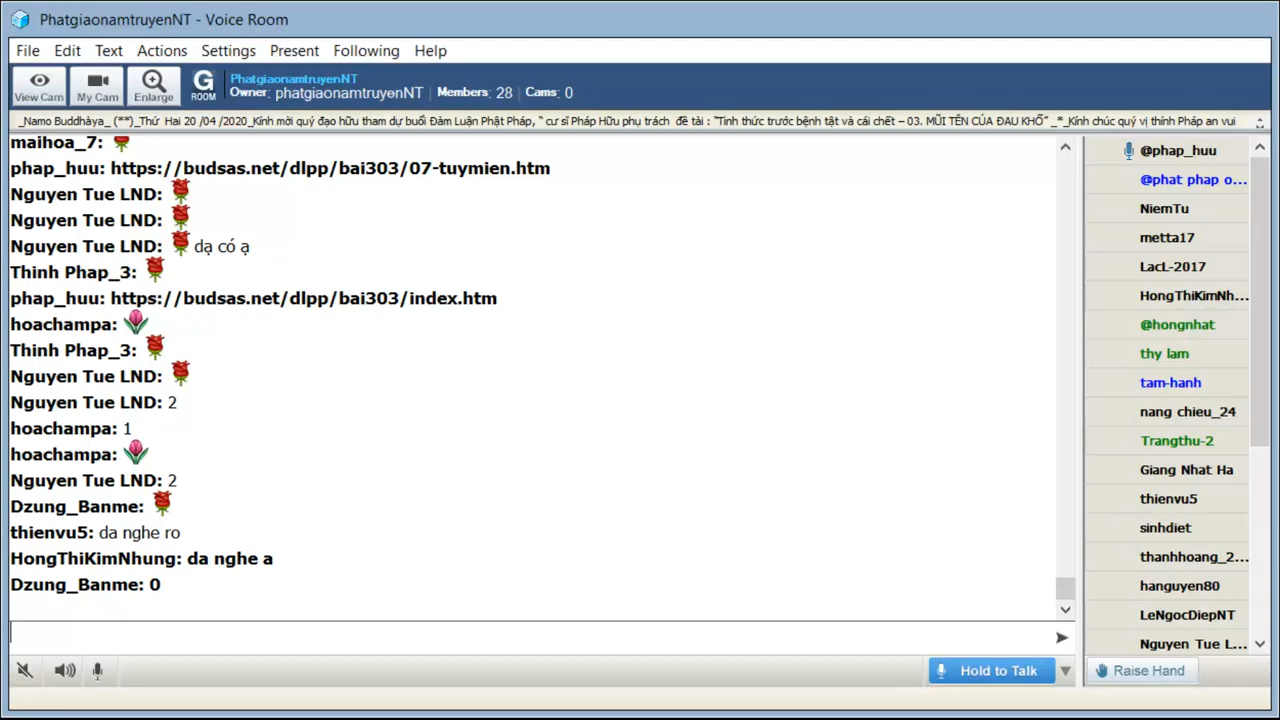 PhatgiaonamtruyenNT - Voice Room
File Edit Text Actions Settings Present Following Help
View Cam My Cam Enlarge G ROOM PhatgiaonamtruyenNT
Owner: phatgiaonamtruyenNT Members: 28 Cams: 0
_Namo Buddhàya_ (**)_Thứ Hai 20 /04 /2020_Kính mời quý đạo hữu tham dự buổi Đàm Luận Phật Pháp, " cư sĩ Pháp Hữu phụ trách đề tài : "Tỉnh thức trước bệnh tật và cái chết – 03. MŨI TÊN CỦA ĐAU KHỔ" _*_Kính chúc quý vị thính Pháp an vui
maihoa_7:
phap_huu: https://budsas.net/dlpp/bai303/07-tuymien.htm
Nguyen Tue LND:
Nguyen Tue LND:
Nguyen Tue LND: dạ có ạ
Thinh Phap_3:
phap_huu: https://budsas.net/dlpp/bai303/index.htm
hoachampa:
Thinh Phap_3:
Nguyen Tue LND:
Nguyen Tue LND: 2
hoachampa: 1
hoachampa:
Nguyen Tue LND: 2
Dzung_Banme:
thienvu5: da nghe ro
HongThiKimNhung: da nghe a
Dzung_Banme: 0
@phap_huu
@phat phap o...
NiemTu
metta17
LacL-2017
HongThiKimNh...
@hongnhat
thy lam
tam-hanh
nang chieu_24
Trangthu-2
Giang Nhat Ha
thienvu5
sinhdiet
thanhhoang_2...
hanguyen80
LeNgocDiepNT
Nguyen Tue L...
Hold to Talk
Raise Hand